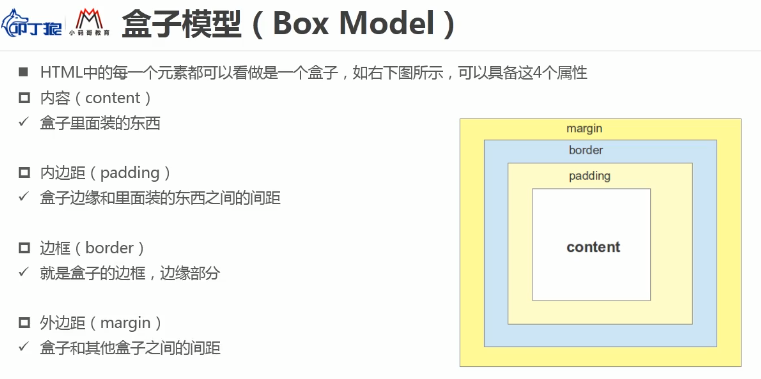 叩丁狼
小码哥教育
盒子模型（Box Model）
HTML中的每一个元素都可以看做是一个盒子，如右下图所示，可以具备这4个属性
内容（content）
盒子里面装的东西
内边距（padding）
盒子边缘和里面装的东西之间的间距
边框（border）
就是盒子的边框，边缘部分
外边距（margin）
盒子和其他盒子之间的间距
margin
border
padding
content